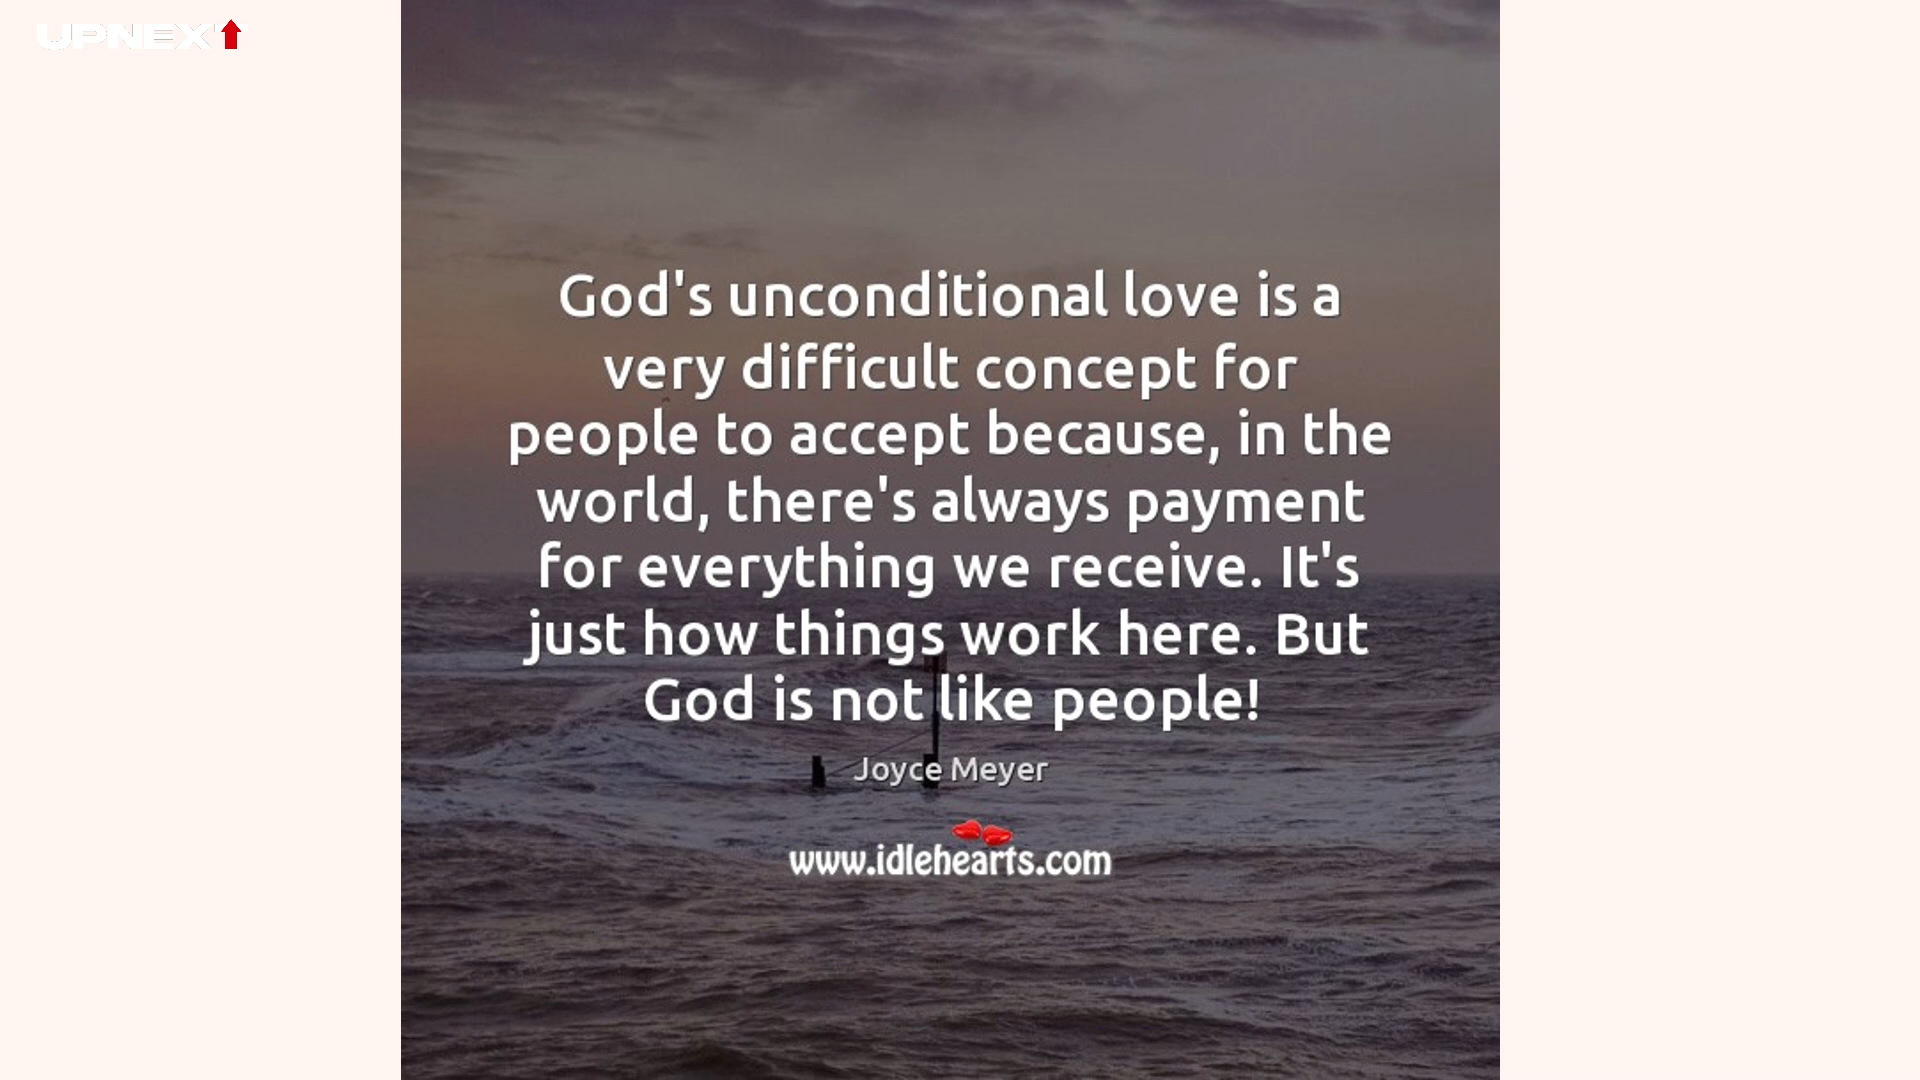 UPNEXT
God's unconditional love is a
very difficult concept for
people to accept because, in the
world, there's always payment
for everything we receive. It's
just how things work here. But
God is not like people!
Joyce Meyer
www.idlehearts.com